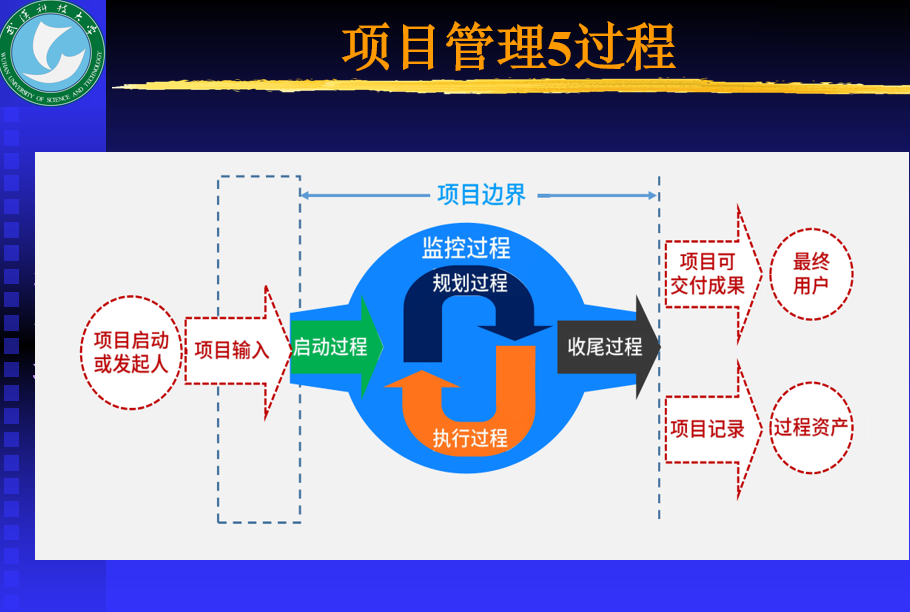 武汉科技大学
WUHAN UNIVERSITY OF SCIENCE AND TECHNOLOGY
项目管理5过程
项目边界
监控过程
规划过程
项目可
交付成果
最终
用户
项目启动
或发起人
项目输入
启动过程
收尾过程
执行过程
项目记录
过程资产